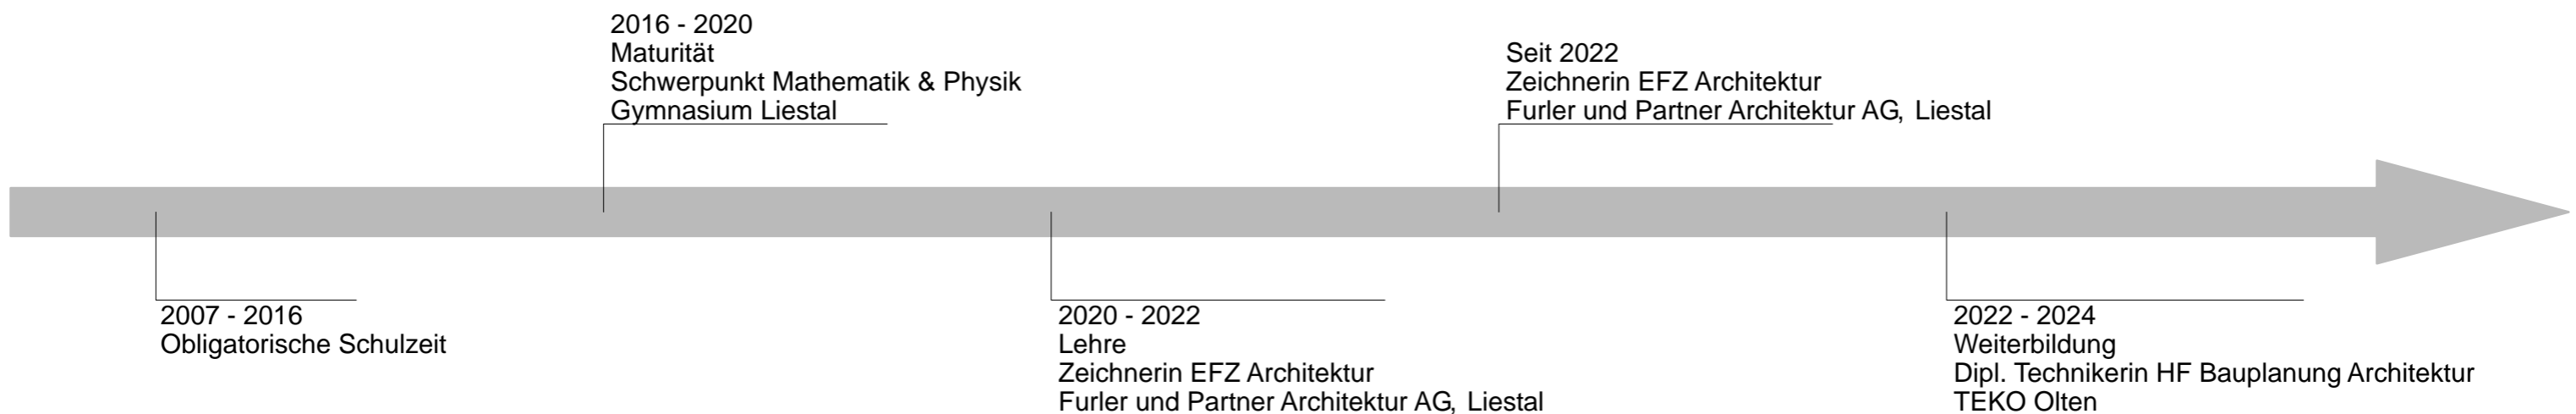 2007 - 2016
Obligatorische Schulzeit
2016 - 2020
Maturität
Schwerpunkt Mathematik & Physik
Gymnasium Liestal
2020 - 2022
Lehre
Zeichnerin EFZ Architektur
Furler und Partner Architektur AG, Liestal
Seit 2022
Zeichnerin EFZ Architektur
Furler und Partner Architektur AG, Liestal
2022 - 2024
Weiterbildung
Dipl. Technikerin HF Bauplanung Architektur
TEKO Olten